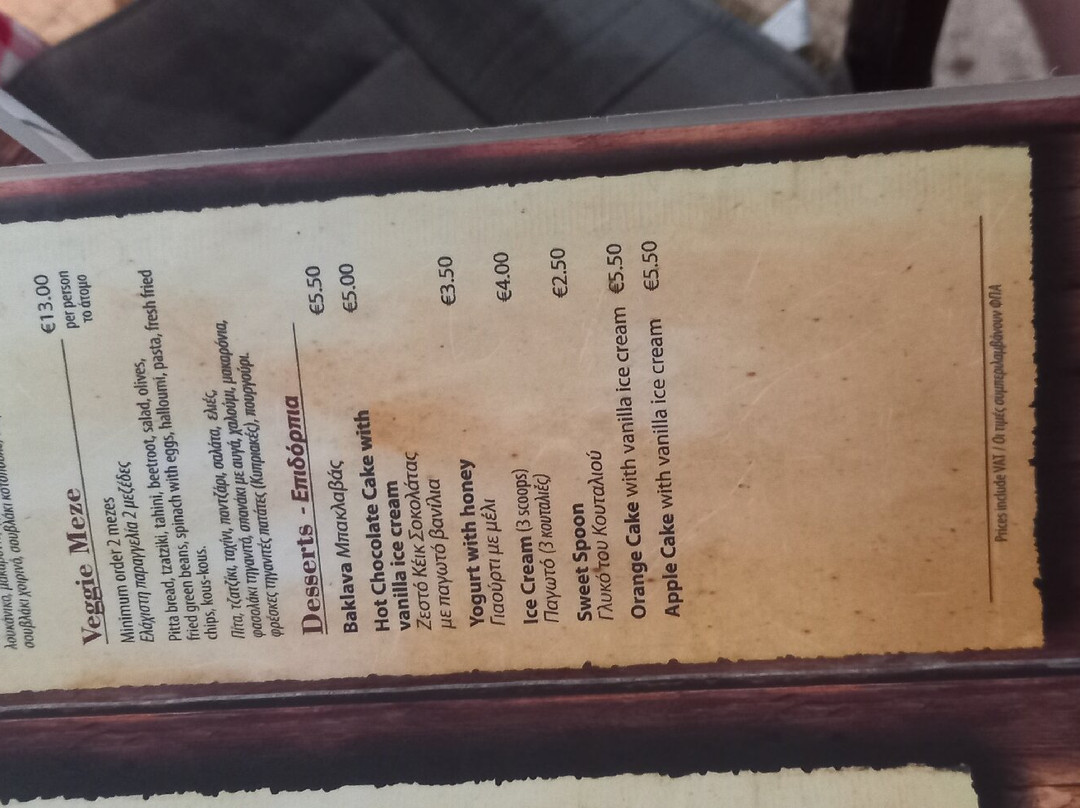 σουβλάκι χοιρινό, σουβλάκι κοτόπουλο,
Veggie Meze €13.00
per person
το άτομο
Minimum order 2 mezes
Ελάχιστη παραγγελία 2 μεζέδες
Pitta bread, tzatziki, tahini, beetroot, salad, olives,
fried green beans, spinach with eggs, halloumi, pasta, fresh fried
chips, kous-kous.
Πίτα, τζατζίκι, ταχίνι, παντζάρι, σαλάτα, ελιές,
φασολάκι τηγανιτό, σπανάκι με αυγά, χαλούμι, μακαρόνια,
φρέσκες τηγανιτές πατάτες (Κυπριακές), πουργούρι.
Desserts - Επιδόρπια
Baklava Μπακλαβάς €5.50
Hot Chocolate Cake with €5.00
vanilla ice cream
Ζεστό Κέικ Σοκολάτας
με παγωτό βανίλια
Yogurt with honey €3.50
Γιαούρτι με μέλι
Ice Cream (3 scoops) €4.00
Παγωτό (3 κουταλιές)
Sweet Spoon €2.50
Γλυκό του Κουταλιού
Orange Cake with vanilla ice cream €5.50
Apple Cake with vanilla ice cream €5.50
Prices include VAT / Οι τιμές συμπεριλαμβάνουν ΦΠΑ